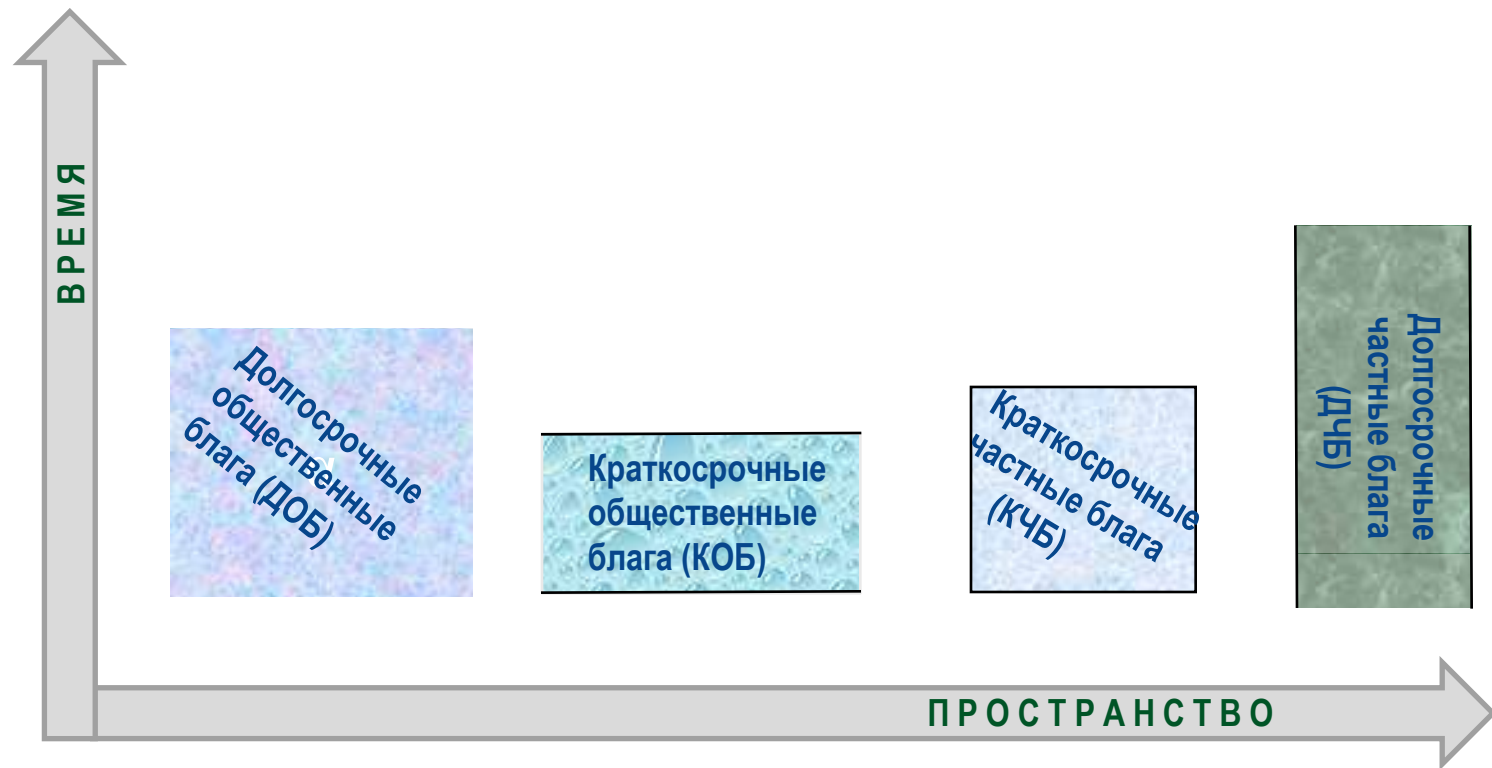 ВРЕМЯ
Долгосрочные
общественные
блага (ДОБ)
Краткосрочные
общественные
блага (КОБ)
Краткосрочные
частные блага
(КЧБ)
Долгосрочные
частные блага
(ДЧБ)
ПРОСТРАНСТВО